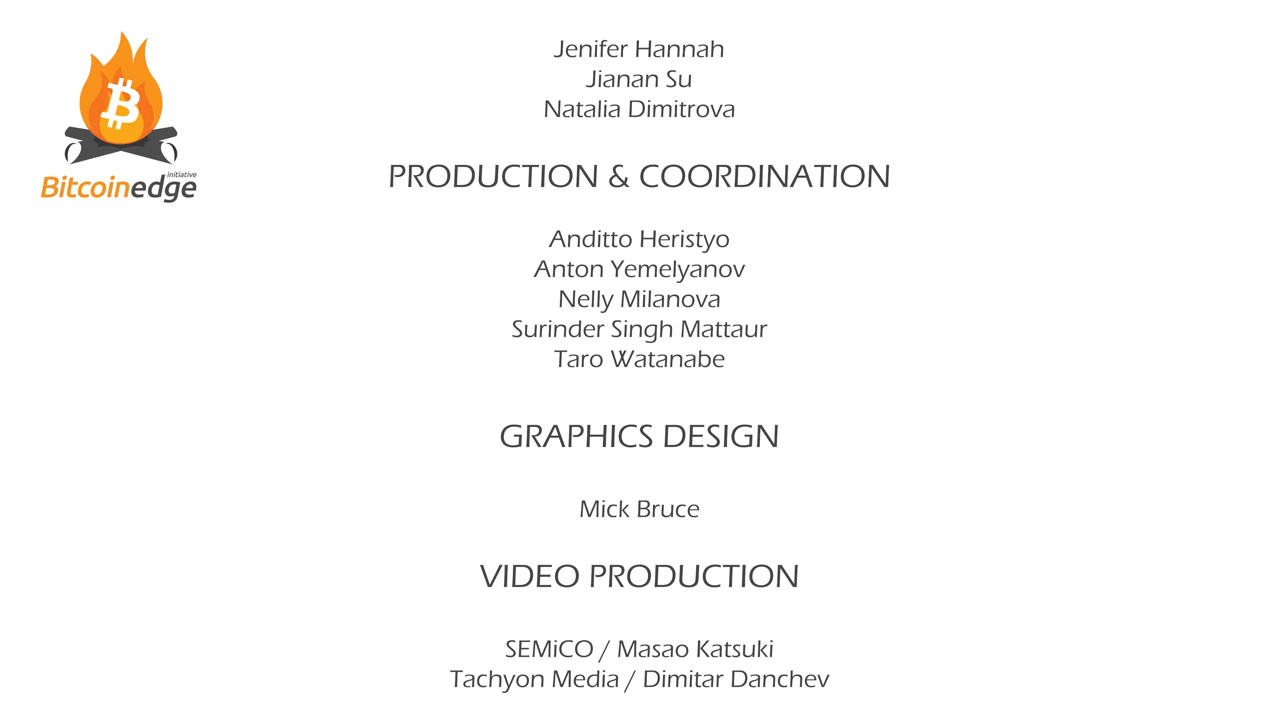 initiative
Bitcoinedge
Jenifer Hannah
Jianan Su
Natalia Dimitrova
PRODUCTION & COORDINATION
Anditto Heristyo
Anton Yemelyanov
Nelly Milanova
Surinder Singh Mattaur
Taro Watanabe
GRAPHICS DESIGN
Mick Bruce
VIDEO PRODUCTION
SEMiCO / Masao Katsuki
Tachyon Media / Dimitar Danchev